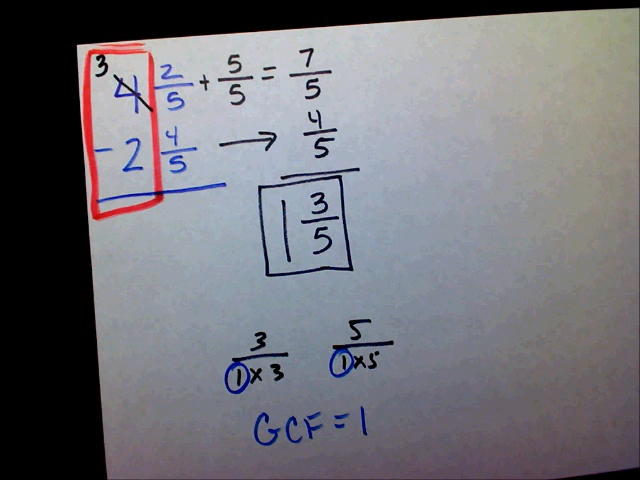 3
4 2/5 + 5/5 = 7/5
- 2 4/5 → 4/5
1 3/5
3 5
1 x 3 1 x 5
GCF = 1